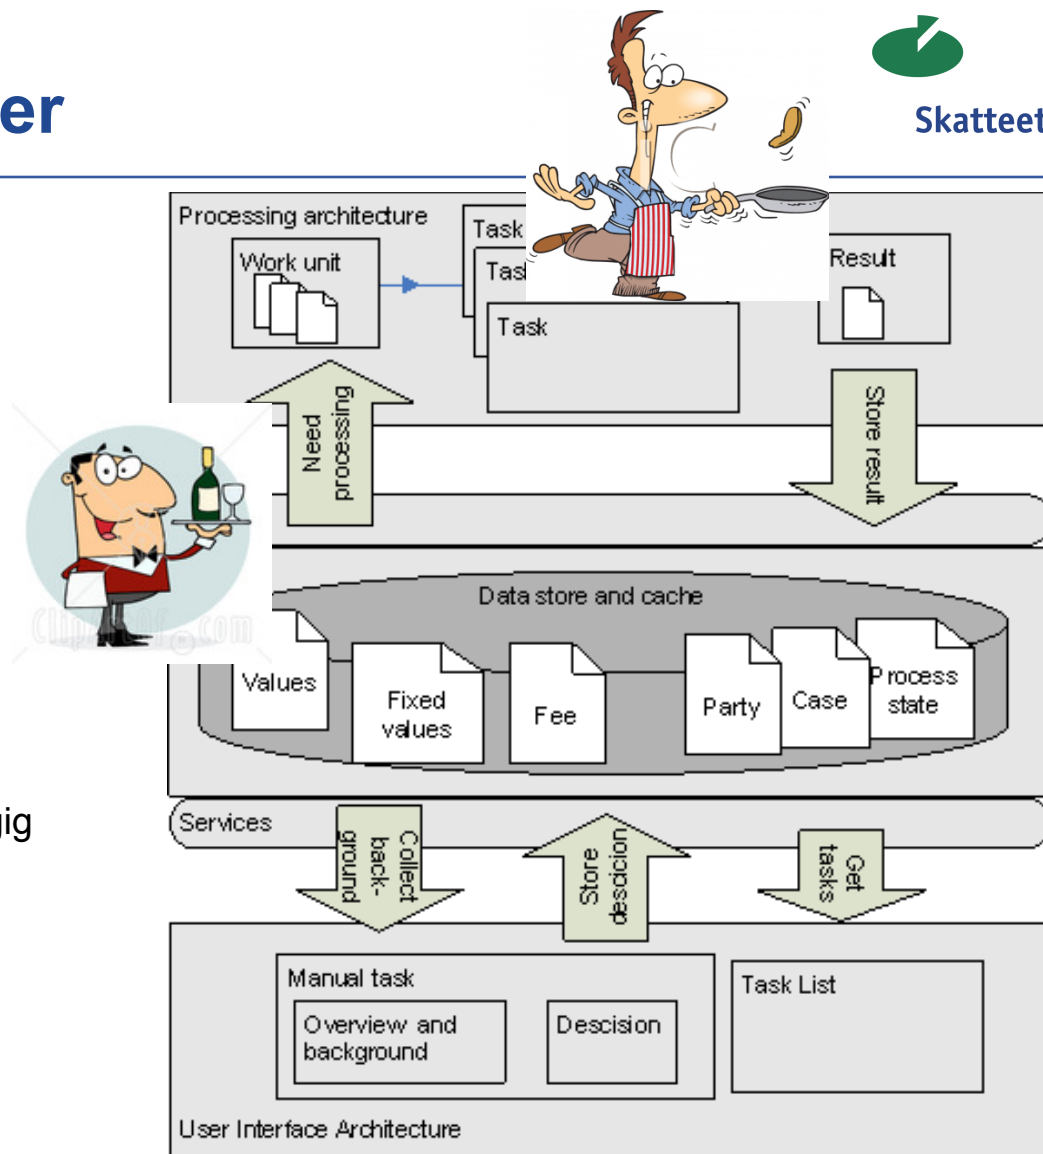 er
Skatteet
Processing architecture
Work unit
Task
Tas
Task
Result
Need
processing
Store result
Data store and cache
Values
Fixed
values
Fee
Party
Case
Process
state
gig
Services
Collect
back-
ground
Store
descicion
Get
tasks
Manual task
Overview and
background
Descision
Task List
User Interface Architecture